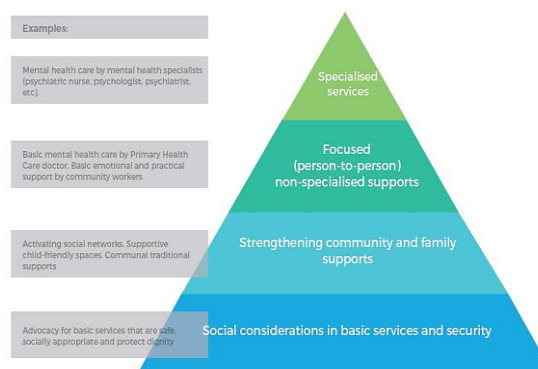 Examples:
Mental health care by mental health specialists
(psychiatric nurse, psychologist, psychiatrist,
etc).
Specialised
services
Basic mental health care by Primary Health
Care doctor. Basic emotional and practical
support by community workers
Focused
(person-to-person)
non-specialised supports
Activating social networks. Supportive
child-friendly spaces. Communal traditional
supports
Strengthening community and family
supports
Advocacy for basic services that are safe,
socially appropriate and protect dignity
Social considerations in basic services and security